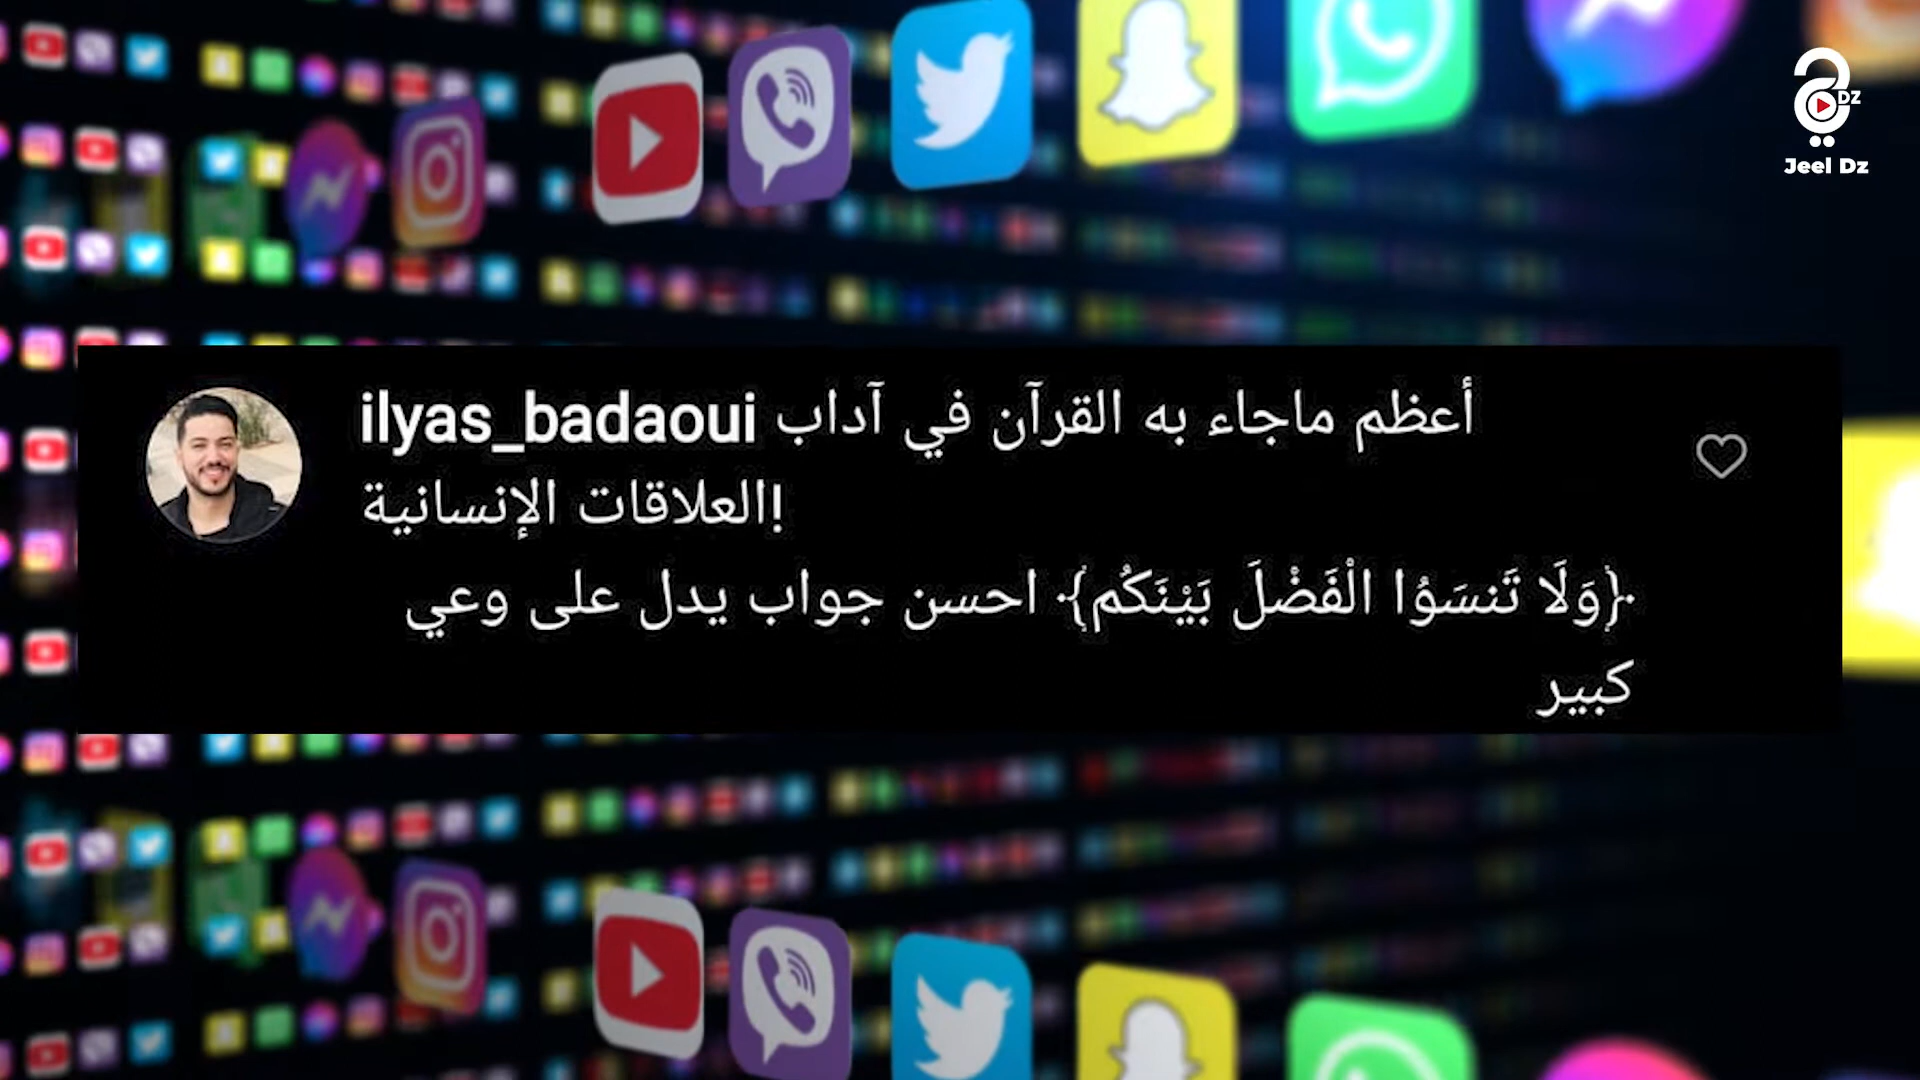 DZ
Jeel Dz
ilyas_badaoui أعظم ماجاء به القرآن في آداب
العلاقات الإنسانية!
﴿وَلَا تَنسَوُا الْفَضْلَ بَيْنَكُم﴾ احسن جواب يدل على وعي
كبير